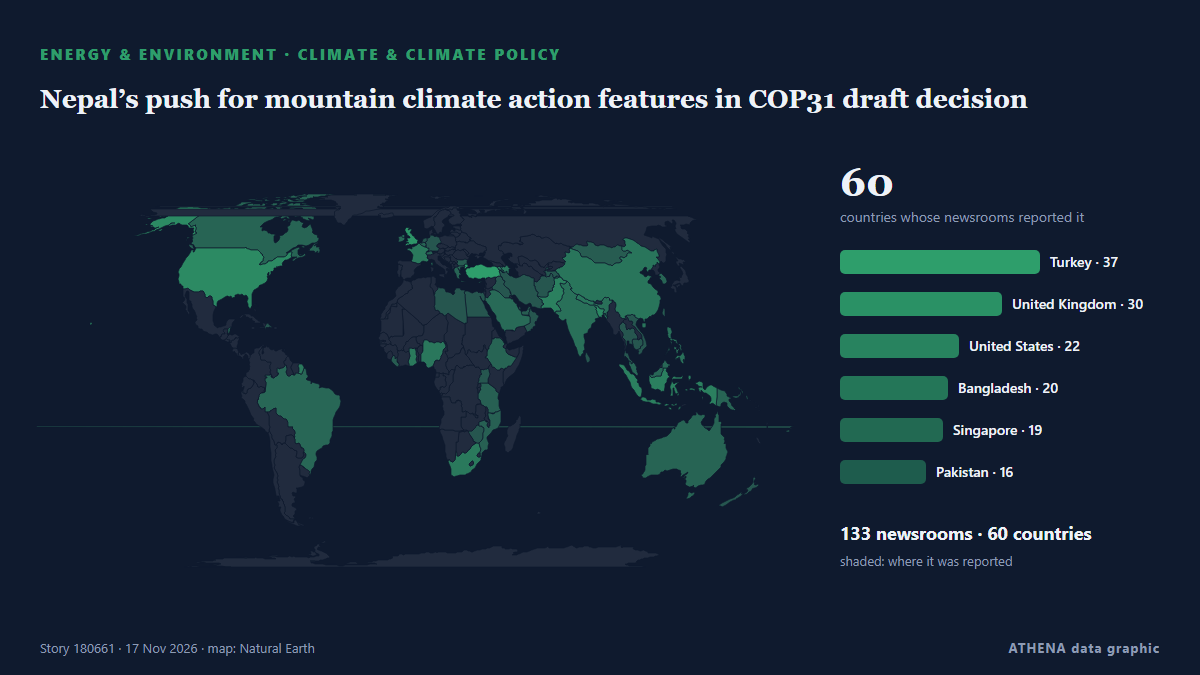 ENERGY & ENVIRONMENT · CLIMATE & CLIMATE POLICY
Nepal’s push for mountain climate action features in COP31 draft decision
60
countries whose newsrooms reported it
Turkey · 37
United Kingdom · 30
United States · 22
Bangladesh · 20
Singapore · 19
Pakistan · 16
133 newsrooms · 60 countries
shaded: where it was reported
Story 180661 · 17 Nov 2026 · map: Natural Earth
ATHENA data graphic